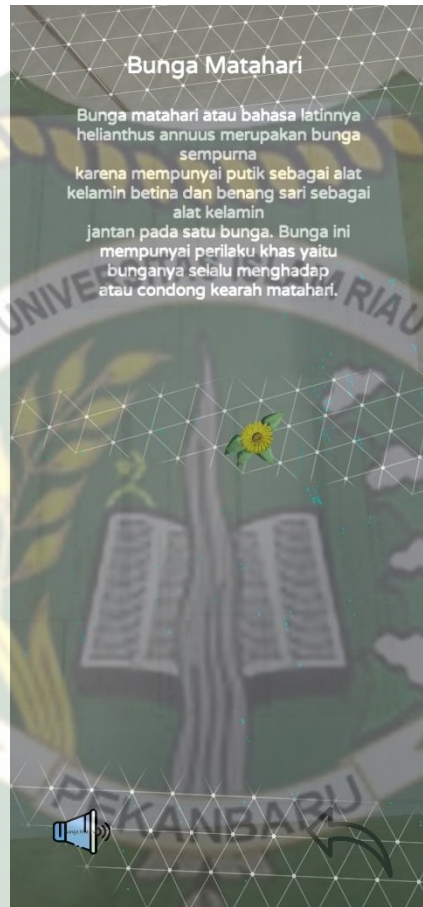 Bunga Matahari
Bunga matahari atau bahasa latinnya
helianthus annuus merupakan bunga
sempurna
karena mempunyai putik sebagai alat
kelamin betina dan benang sari sebagai
alat kelamin
jantan pada satu bunga. Bunga ini
mempunyai perilaku khas yaitu
bunganya selalu menghadap
atau condong kearah matahari.
UNIVERSITAS ISLAM RIAU
PEKANBARU